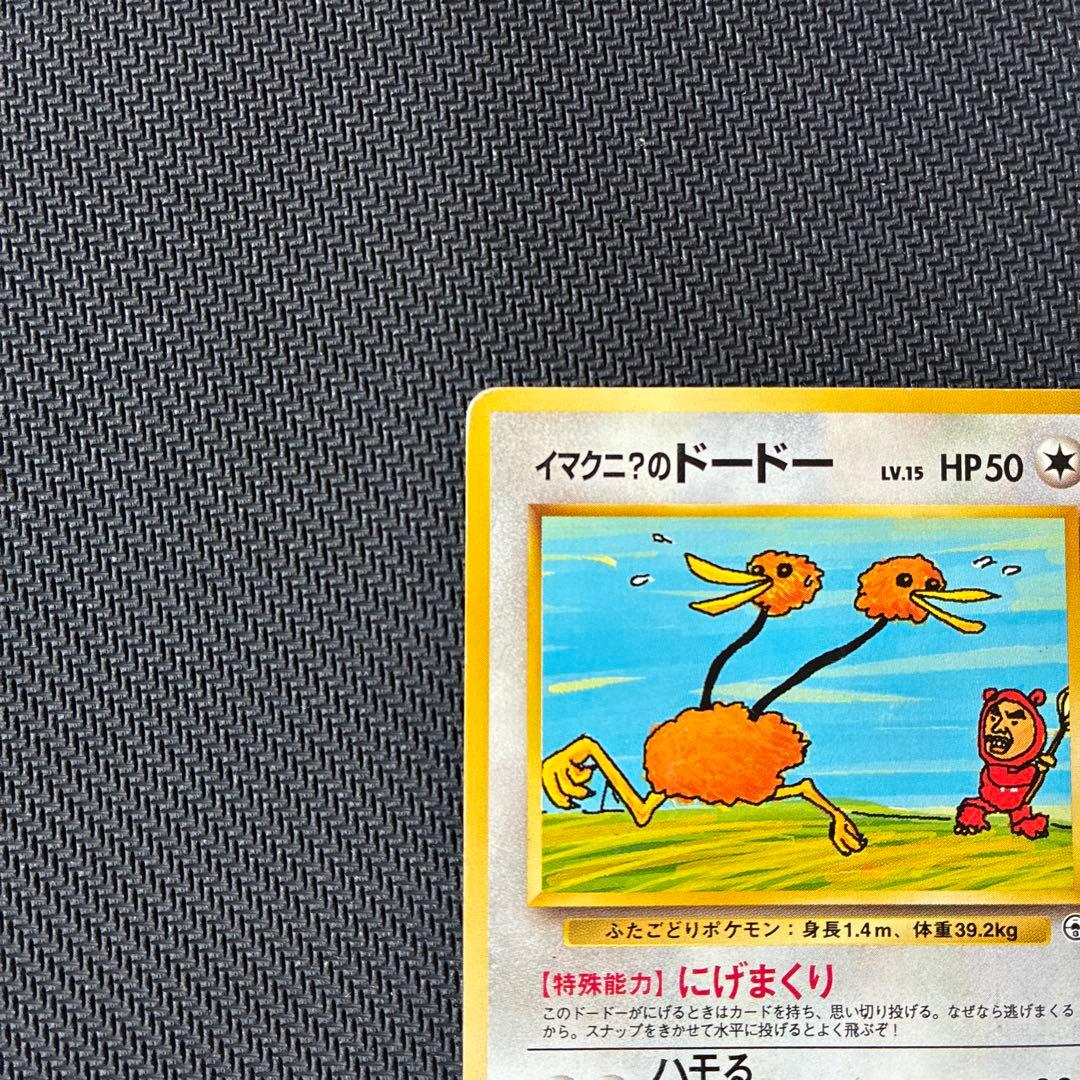 イマクニ?のドードー LV.15 HP50
ふたごどりポケモン：身長1.4m、体重39.2kg
【特殊能力】にげまくり
このドードーがにげるときはカードを持ち、思い切り投げる。なぜなら逃げまくる
から。スナップをきかせて水平に投げるとよく飛ぶぞ！
ハモる